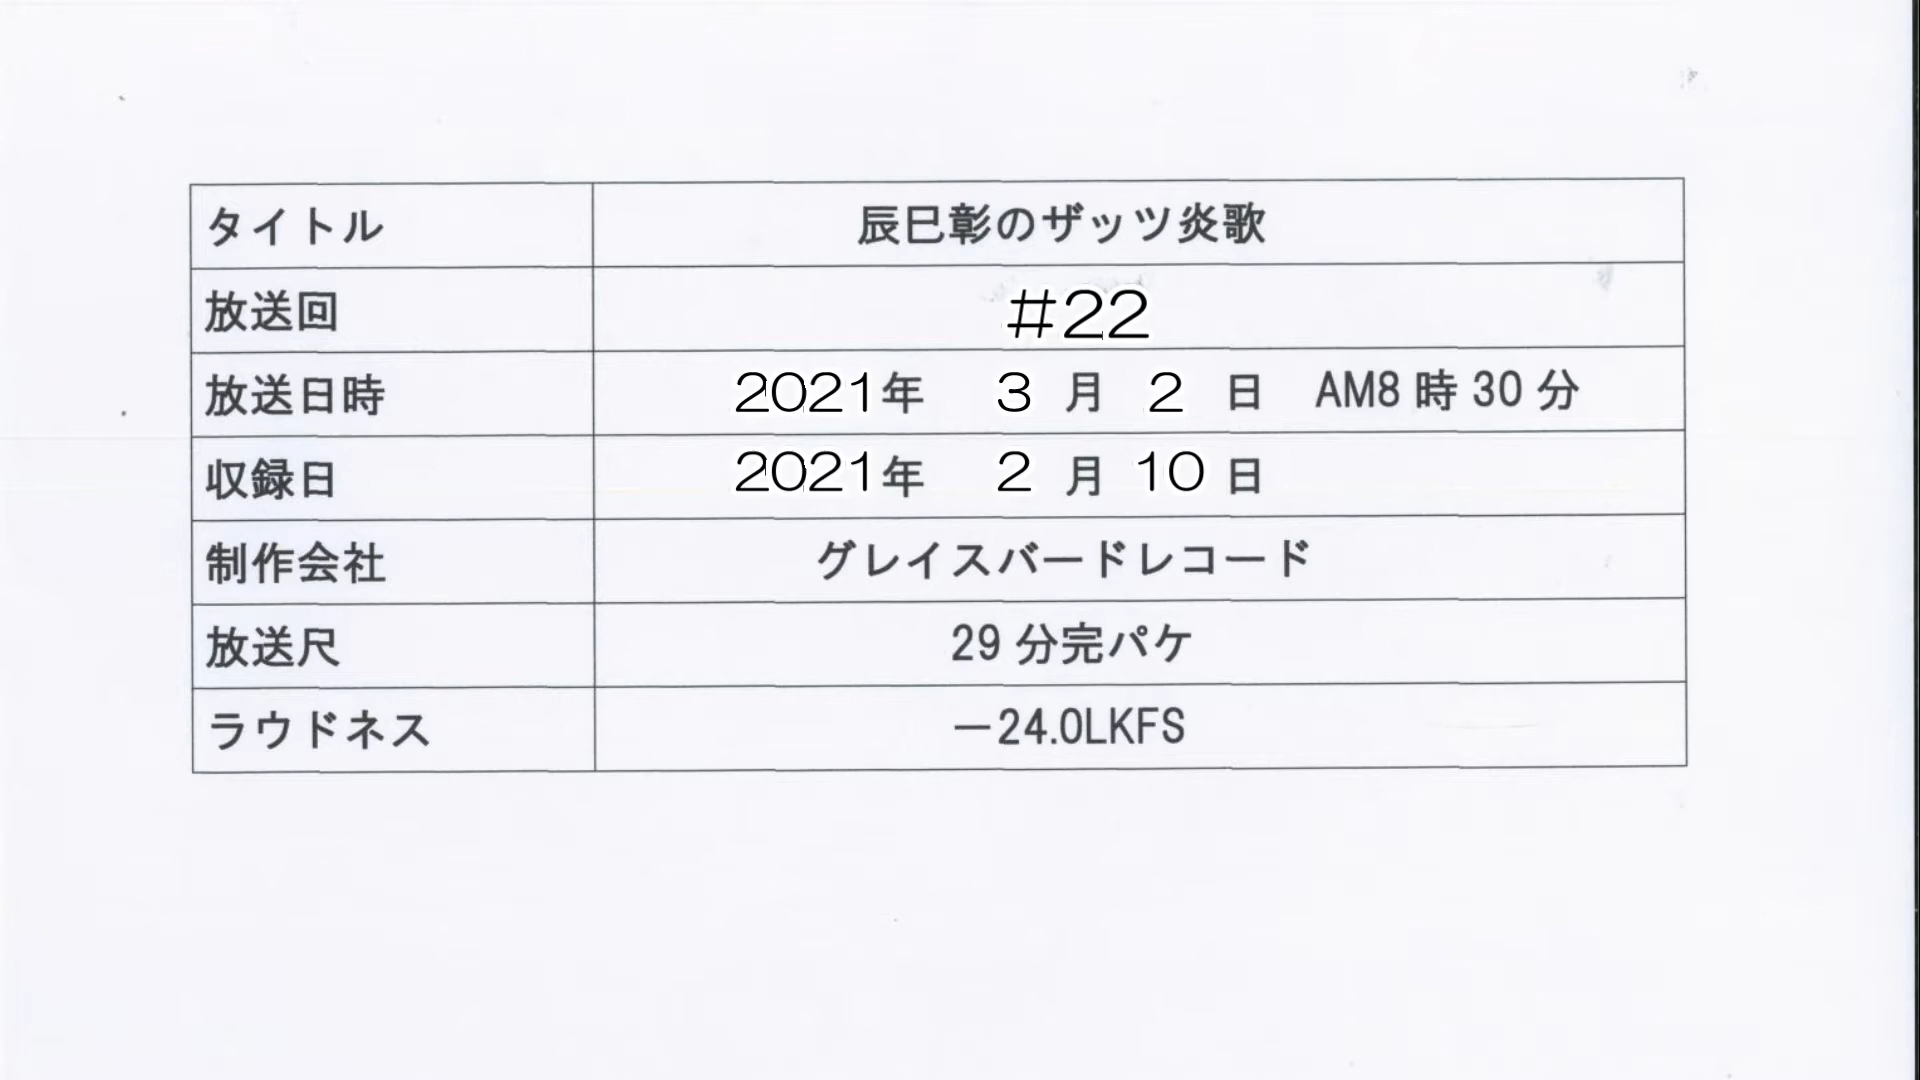 タイトル 辰巳彰のザッツ炎歌
放送回 #22
放送日時 2021年 3 月 2 日 AM8 時 30 分
収録日 2021年 2 月 10 日
制作会社 グレイスバードレコード
放送尺 29 分完パケ
ラウドネス －24.0LKFS